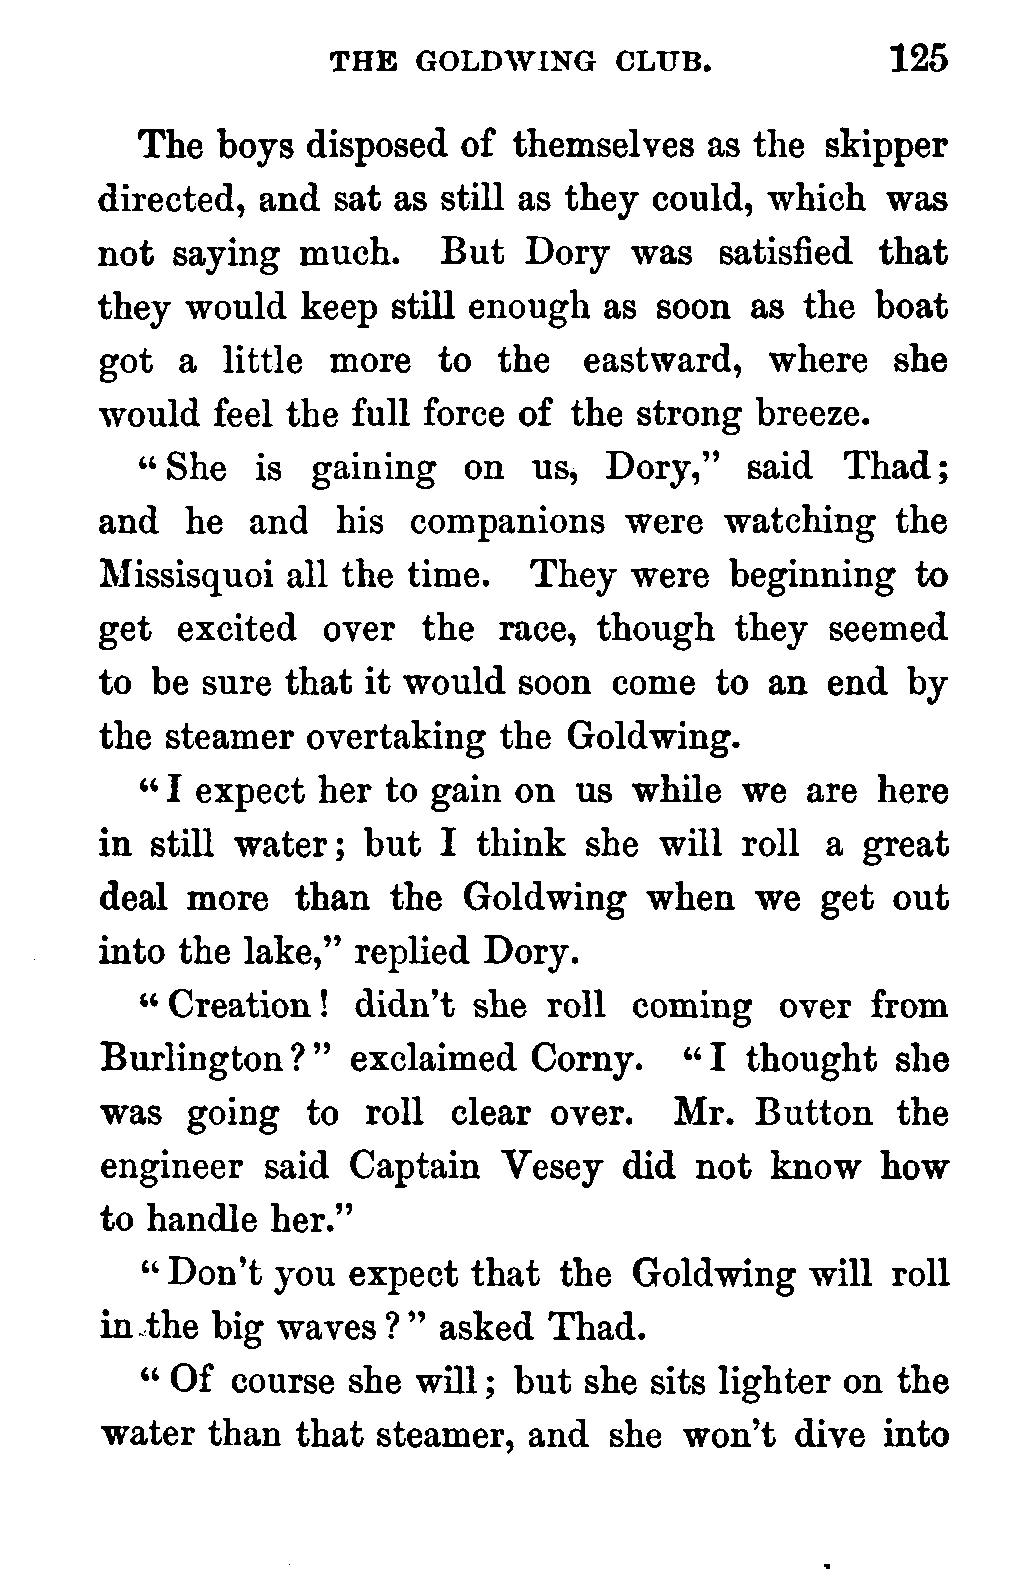 THE GOLDWING CLUB. 125
The boys disposed of themselves as the skipper
directed, and sat as still as they could, which was
not saying much. But Dory was satisfied that
they would keep still enough as soon as the boat
got a little more to the eastward, where she
would feel the full force of the strong breeze.
“She is gaining on us, Dory,” said Thad;
and he and his companions were watching the
Missisquoi all the time. They were beginning to
get excited over the race, though they seemed
to be sure that it would soon come to an end by
the steamer overtaking the Goldwing.
“I expect her to gain on us while we are here
in still water; but I think she will roll a great
deal more than the Goldwing when we get out
into the lake,” replied Dory.
“Creation! didn’t she roll coming over from
Burlington?” exclaimed Corny. “I thought she
was going to roll clear over. Mr. Button the
engineer said Captain Vesey did not know how
to handle her.”
“Don’t you expect that the Goldwing will roll
in the big waves?” asked Thad.
“Of course she will; but she sits lighter on the
water than that steamer, and she won’t dive into